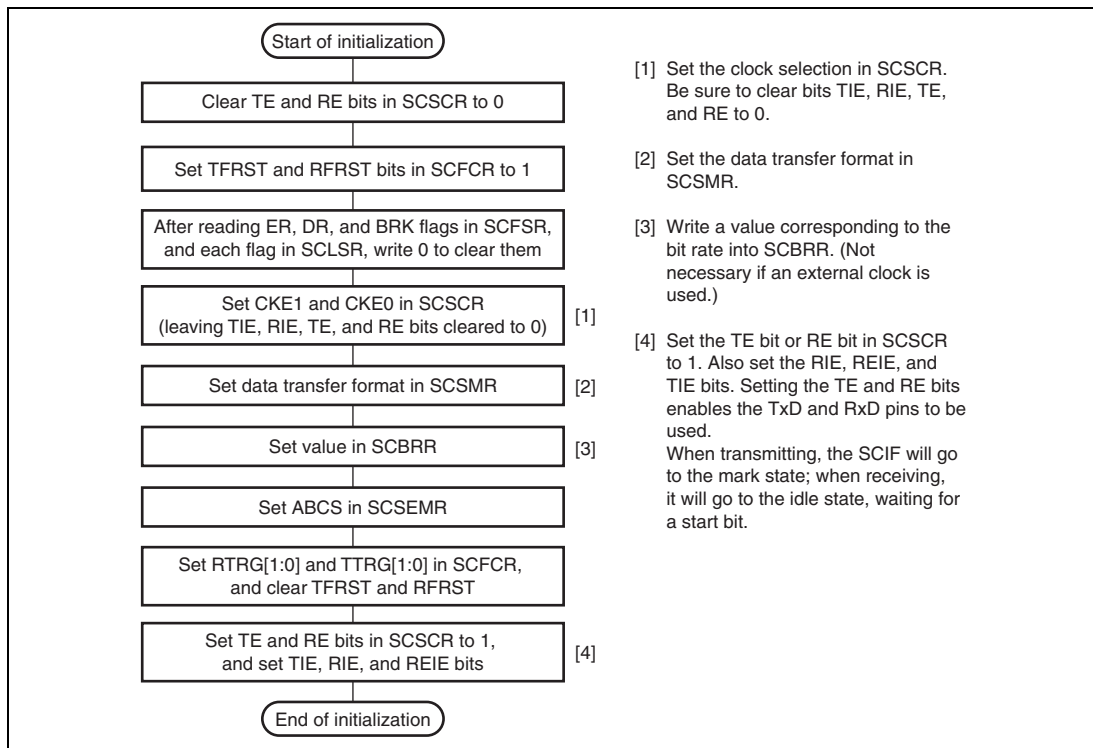 Start of initialization
Clear TE and RE bits in SCSCR to 0
Set TFRST and RFRST bits in SCFCR to 1
After reading ER, DR, and BRK flags in SCFSR,
and each flag in SCLSR, write 0 to clear them
Set CKE1 and CKE0 in SCSCR
(leaving TIE, RIE, TE, and RE bits cleared to 0)
[1]
Set data transfer format in SCSMR
[2]
Set value in SCBRR
[3]
Set ABCS in SCSEMR
Set RTRG[1:0] and TTRG[1:0] in SCFCR,
and clear TFRST and RFRST
Set TE and RE bits in SCSCR to 1,
and set TIE, RIE, and REIE bits
[4]
End of initialization
[1] Set the clock selection in SCSCR.
Be sure to clear bits TIE, RIE, TE,
and RE to 0.
[2] Set the data transfer format in
SCSMR.
[3] Write a value corresponding to the
bit rate into SCBRR. (Not
necessary if an external clock is
used.)
[4] Set the TE bit or RE bit in SCSCR
to 1. Also set the RIE, REIE, and
TIE bits. Setting the TE and RE bits
enables the TxD and RxD pins to be
used.
When transmitting, the SCIF will go
to the mark state; when receiving,
it will go to the idle state, waiting for
a start bit.